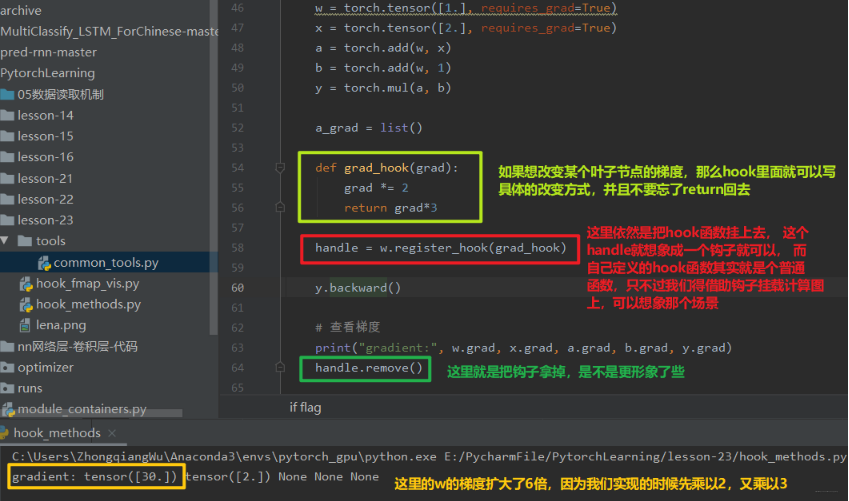 archive
MultiClassify_LSTM_ForChinese-maste
pred-rnn-master
PytorchLearning
05数据读取机制
lesson-14
lesson-15
lesson-16
lesson-21
lesson-22
lesson-23
tools
common_tools.py
hook_fmap_vis.py
hook_methods.py
lena.png
nn网络层-卷积层-代码
optimizer
runs
module_containers.py
46 w = torch.tensor([1.], requires_grad=True)
47 x = torch.tensor([2.], requires_grad=True)
48 a = torch.add(w, x)
49 b = torch.add(w, 1)
50 y = torch.mul(a, b)
51
52 a_grad = list()
53
54 def grad_hook(grad):
55 grad *= 2
56 return grad*3
57
58 handle = w.register_hook(grad_hook)
59
60 y.backward()
61
62 # 查看梯度
63 print("gradient:", w.grad, x.grad, a.grad, b.grad, y.grad)
64 handle.remove()
65
如果想改变某个叶子节点的梯度，那么hook里面就可以写
具体的改变方式，并且不要忘了return回去
这里依然是把hook函数挂上去， 这个
handle就想象成一个钩子就可以， 而
自己定义的hook函数其实就是个普通
函数，只不过我们得借助钩子挂载计算图
上，可以想象那个场景
这里就是把钩子拿掉，是不是更形象了些
if flag
hook_methods
C:\Users\ZhongqiangWu\Anaconda3\envs\pytorch_gpu\python.exe E:/PycharmFile/PytorchLearning/lesson-23/hook_methods.py
gradient: tensor([30.]) tensor([2.]) None None None
这里的w的梯度扩大了6倍，因为我们实现的时候先乘以2，又乘以3